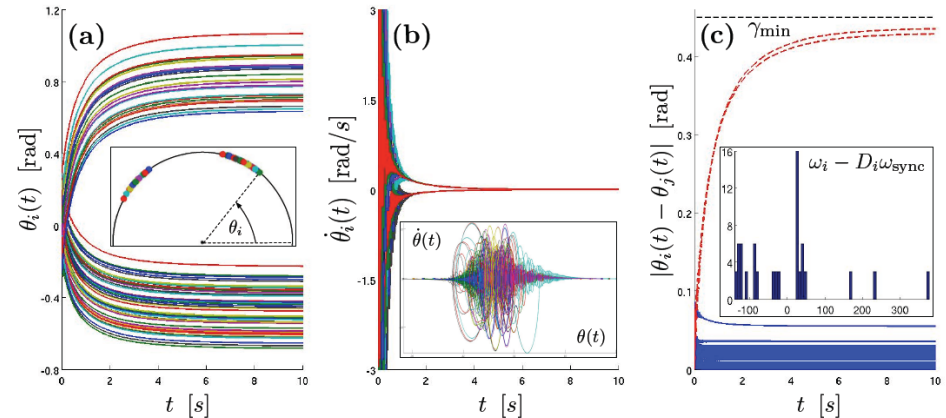 (a)
θᵢ(t) [rad]
1.2
0.8
0.4
0
-0.4
-0.8
θᵢ
0 2 4 6 8 10
t [s]
(b)
θ̇ᵢ(t) [rad/s]
3
1.5
0
-1.5
-3
θ̇(t)
θ(t)
0 2 4 6 8 10
t [s]
(c)
|θᵢ(t) − θⱼ(t)| [rad]
γmin
0.4
0.3
0.2
0.1
0
ωᵢ − Dᵢωsync
16
12
8
4
0
-100 0 100 200 300
0 2 4 6 8 10
t [s]